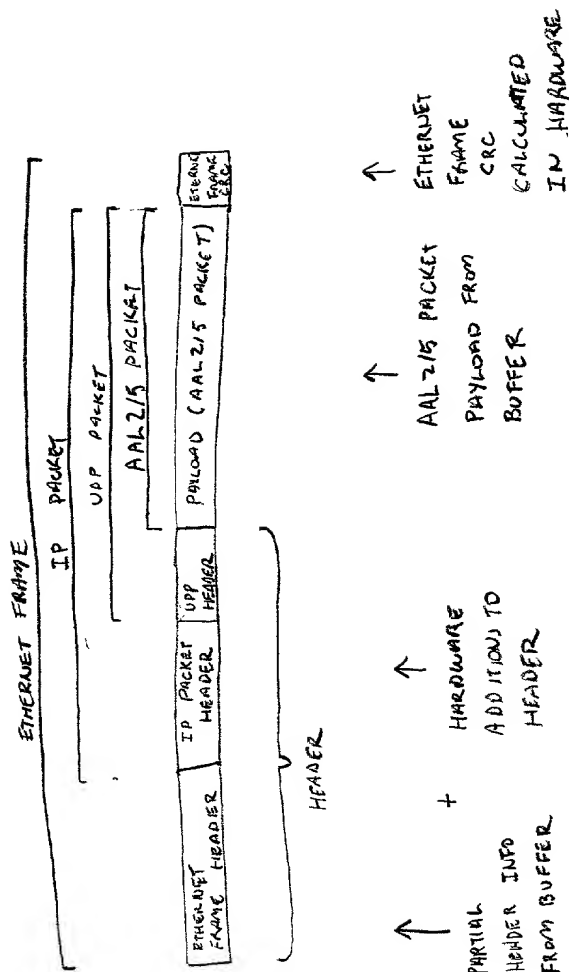 ETHERNET FRAME
IP PACKET
UDP PACKET
AAL2/5 PACKET
ETHERNET
FRAME HEADER
IP PACKET
HEADER
UDP
HEADER
PAYLOAD (AAL2/5 PACKET)
ETERNE
FRAME
CRC
HEADER
PARTIAL
HEADER INFO
FROM BUFFER
+
HARDWARE
ADDITIONS TO
HEADER
AAL2/5 PACKET
PAYLOAD FROM
BUFFER
ETHERNET
FRAME
CRC
CALCULATED
IN HARDWARE